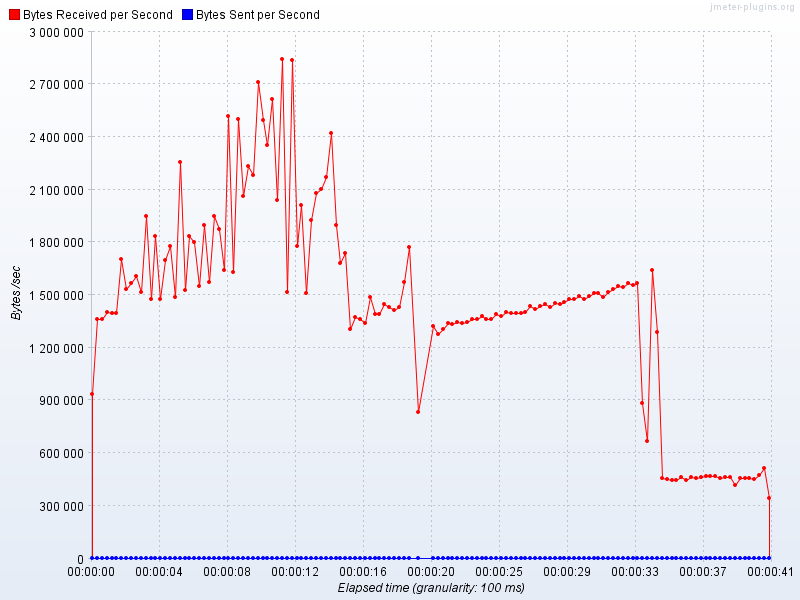 jmeter-plugins.org
Bytes Received per Second Bytes Sent per Second
3 000 000
2 700 000
2 400 000
2 100 000
1 800 000
1 500 000
1 200 000
900 000
600 000
300 000
0
Bytes /sec
00:00:00 00:00:04 00:00:08 00:00:12 00:00:16 00:00:20 00:00:25 00:00:29 00:00:33 00:00:37 00:00:41
Elapsed time (granularity: 100 ms)